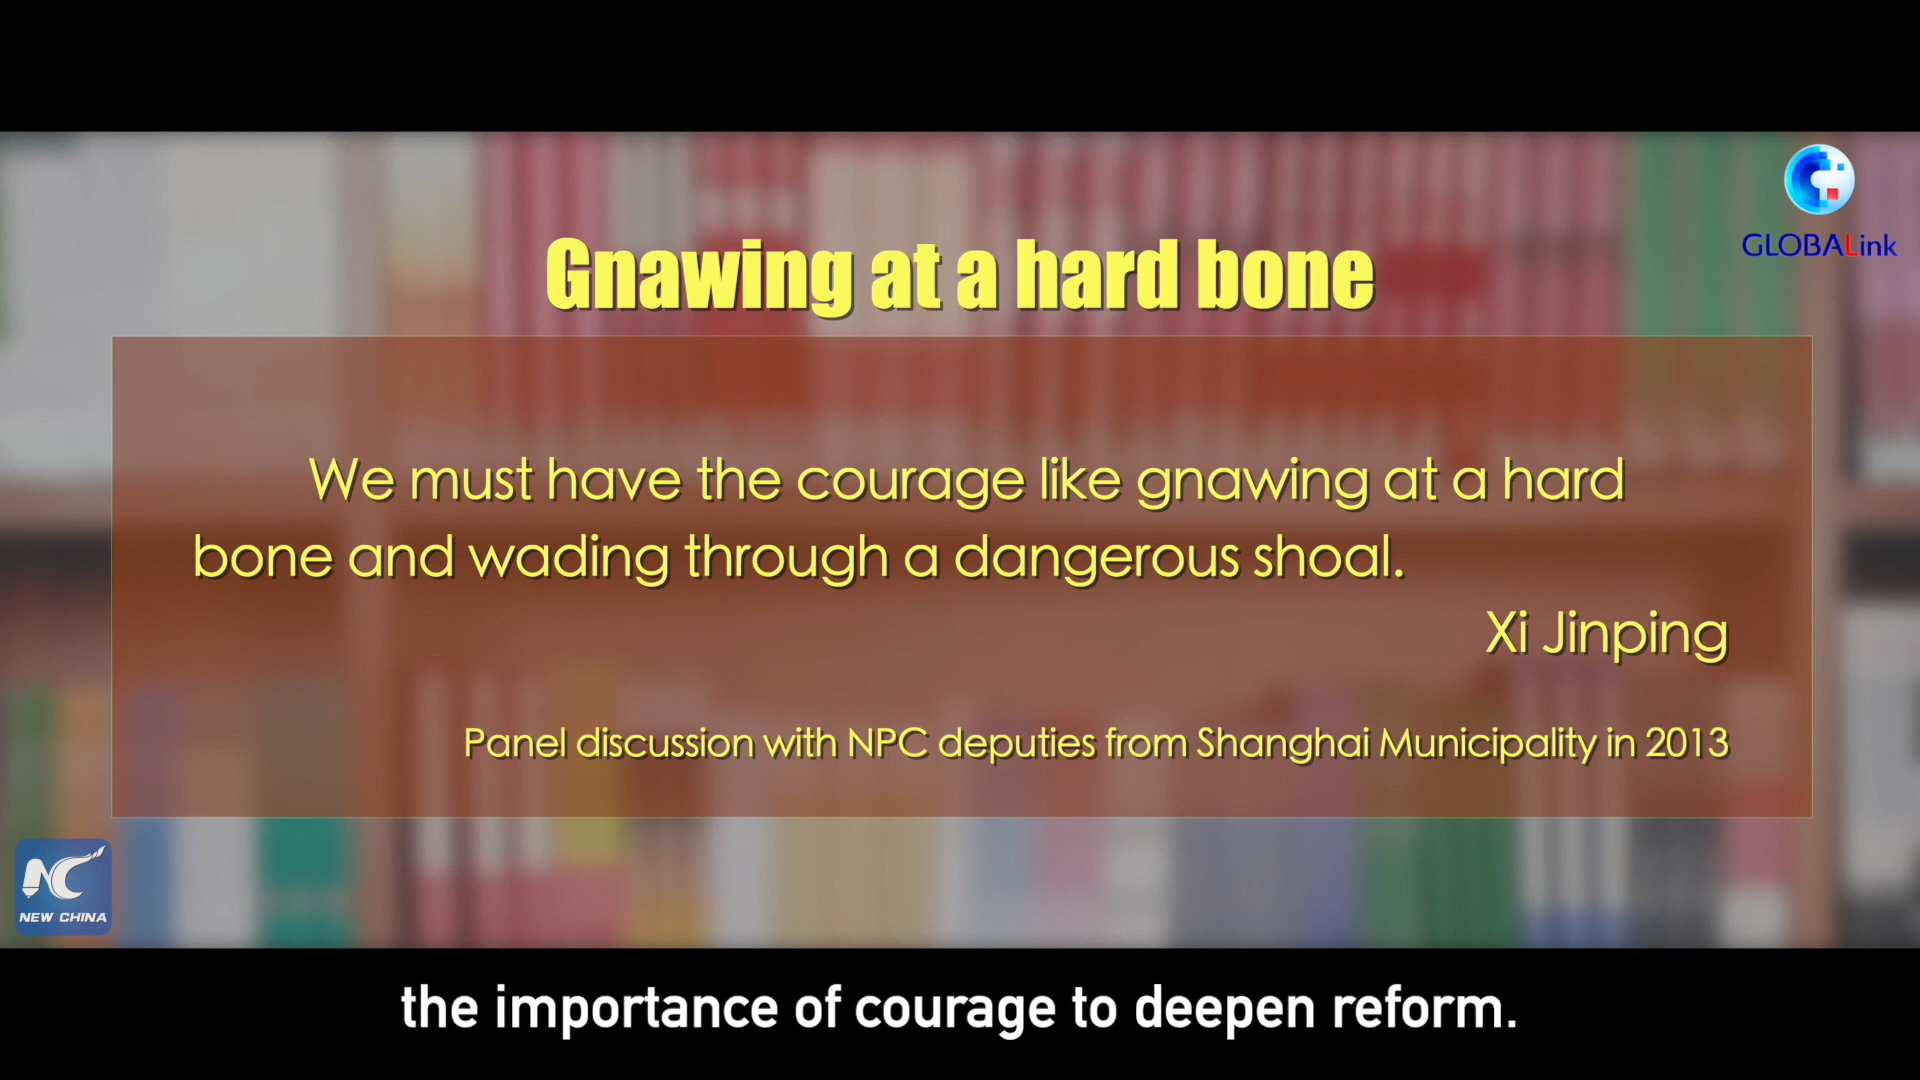 GLOBALink
Gnawing at a hard bone
We must have the courage like gnawing at a hard
bone and wading through a dangerous shoal.
Xi Jinping
Panel discussion with NPC deputies from Shanghai Municipality in 2013
NC
NEW CHINA
the importance of courage to deepen reform.